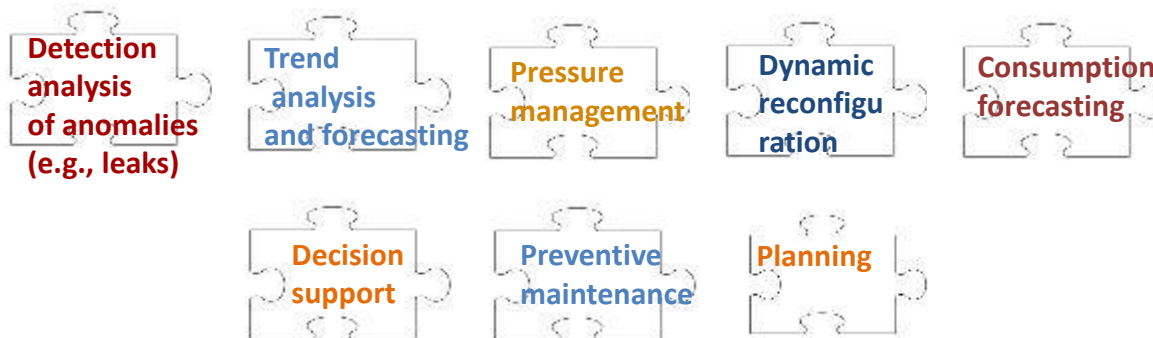 Detection
analysis
of anomalies
(e.g., leaks)
Trend
analysis
and forecasting
Pressure
management
Dynamic
reconfigu
ration
Consumption
forecasting
Decision
support
Preventive
maintenance
Planning